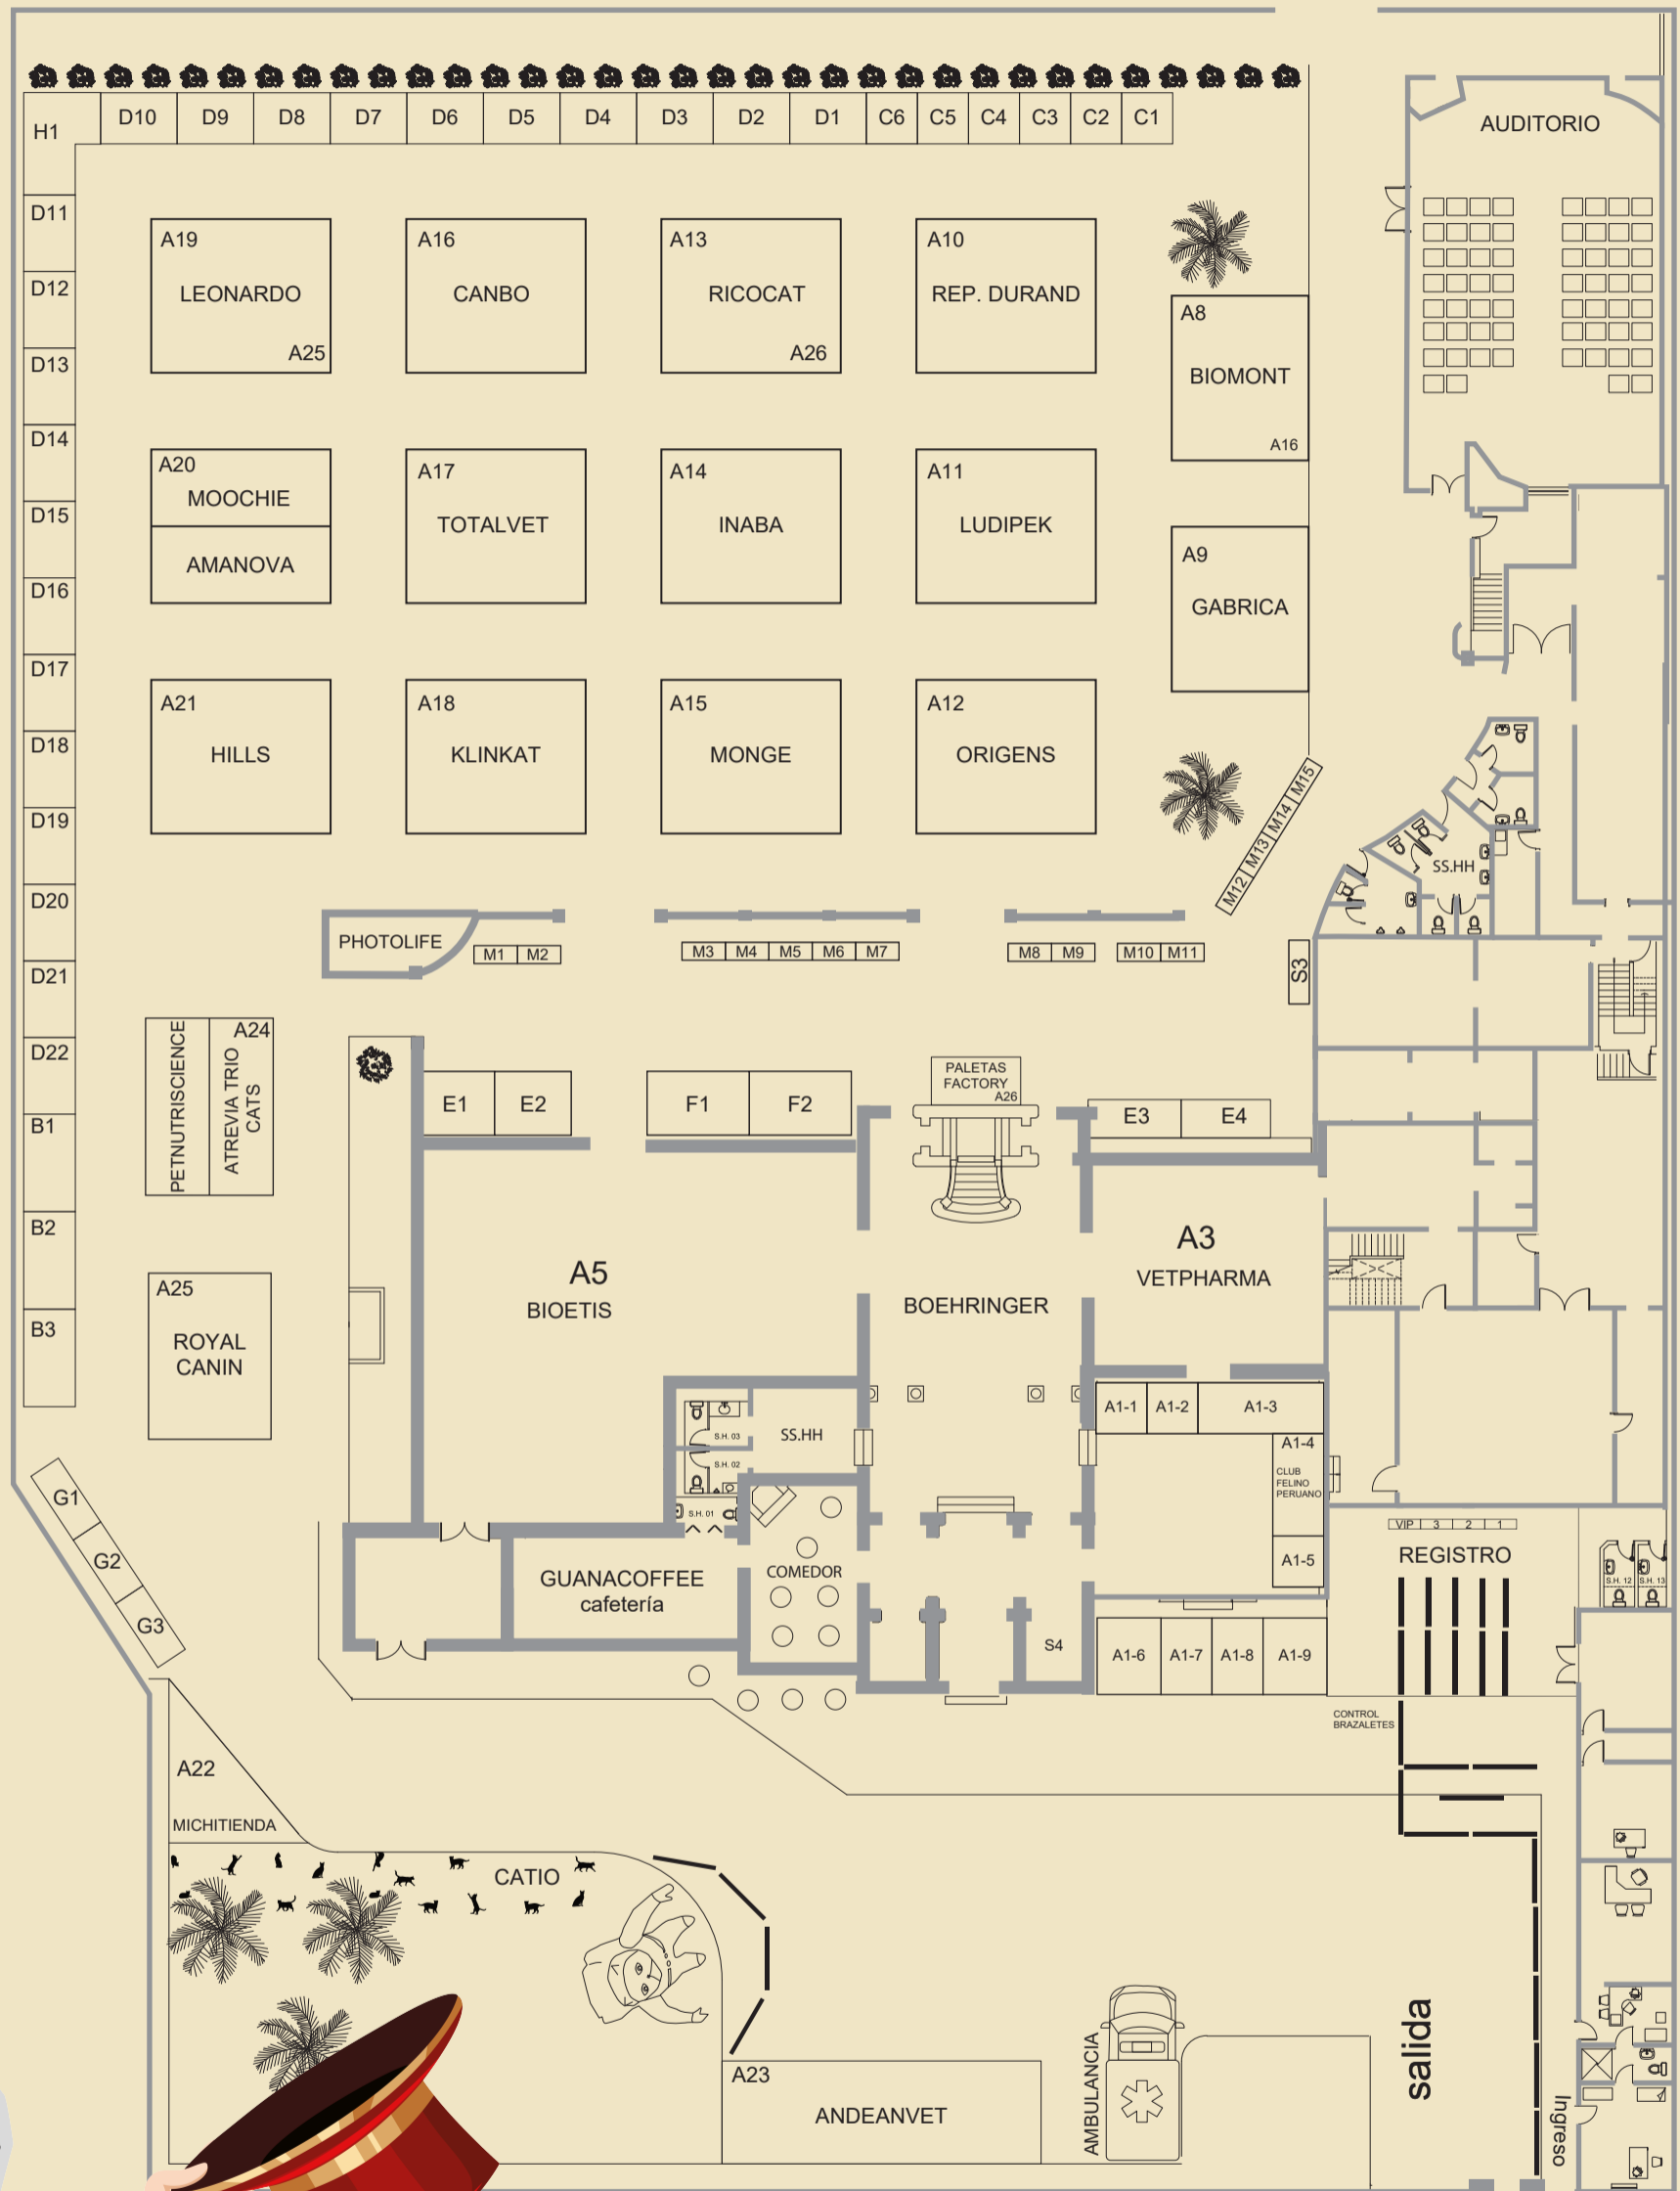 H1
D10 D9 D8 D7 D6 D5 D4 D3 D2 D1 C6 C5 C4 C3 C2 C1
AUDITORIO
D11
D12
D13
D14
D15
D16
D17
D18
D19
D20
D21
D22
B1
B2
B3
A19
LEONARDO
A25
A16
CANBO
A13
RICOCAT
A26
A10
REP. DURAND
A8
BIOMONT
A16
A20
MOOCHIE
AMANOVA
A17
TOTALVET
A14
INABA
A11
LUDIPEK
A9
GABRICA
A21
HILLS
A18
KLINKAT
A15
MONGE
A12
ORIGENS
M12 M13 M14 M15
SS.HH
PHOTOLIFE
M1 M2
M3 M4 M5 M6 M7
M8 M9
M10 M11
S3
PETNUTRISCIENCE
A24
ATREVIA TRIO
CATS
E1 E2
F1 F2
PALETAS
FACTORY
A26
E3 E4
A25
ROYAL
CANIN
A5
BIOETIS
BOEHRINGER
A3
VETPHARMA
A1-1 A1-2 A1-3
A1-4
CLUB
FELINO
PERUANO
A1-5
S.H. 03
S.H. 02
S.H. 01
SS.HH
G1
G2
G3
GUANACOFFEE
cafetería
COMEDOR
S4
A1-6 A1-7 A1-8 A1-9
VIP 3 2 1
REGISTRO
S.H. 12 S.H. 13
CONTROL
BRAZALETES
A22
MICHITIENDA
CATIO
A23
ANDEANVET
AMBULANCIA
salida
Ingreso